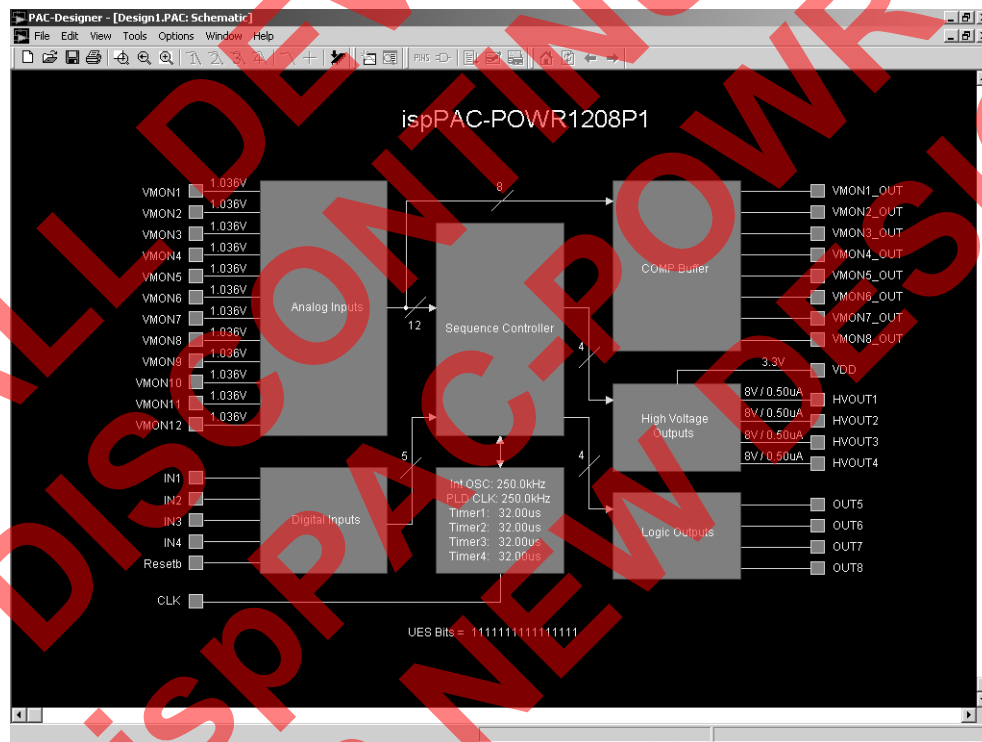 PAC-Designer - [Design1.PAC: Schematic]
File Edit View Tools Options Window Help
PINS
ispPAC-POWR1208P1
VMON1 1.036V
VMON2 1.036V
VMON3 1.036V
VMON4 1.036V
VMON5 1.036V
VMON6 1.036V
VMON7 1.036V
VMON8 1.036V
VMON9 1.036V
VMON10 1.036V
VMON11 1.036V
VMON12 1.036V
Analog Inputs
8
12
Sequence Controller
COMP Buffer
VMON1_OUT
VMON2_OUT
VMON3_OUT
VMON4_OUT
VMON5_OUT
VMON6_OUT
VMON7_OUT
VMON8_OUT
4
3.3V VDD
High Voltage
Outputs
8V / 0.50uA HVOUT1
8V / 0.50uA HVOUT2
8V / 0.50uA HVOUT3
8V / 0.50uA HVOUT4
IN1
IN2
IN3
IN4
Resetb
Digital Inputs
5
4
Int OSC: 250.0kHz
PLD CLK: 250.0kHz
Timer1: 32.00us
Timer2: 32.00us
Timer3: 32.00us
Timer4: 32.00us
Logic Outputs
OUT5
OUT6
OUT7
OUT8
CLK
UES Bits = 1111111111111111
ALL DEV
DISCONTIN
ispPAC-POWR
NEW DESIG